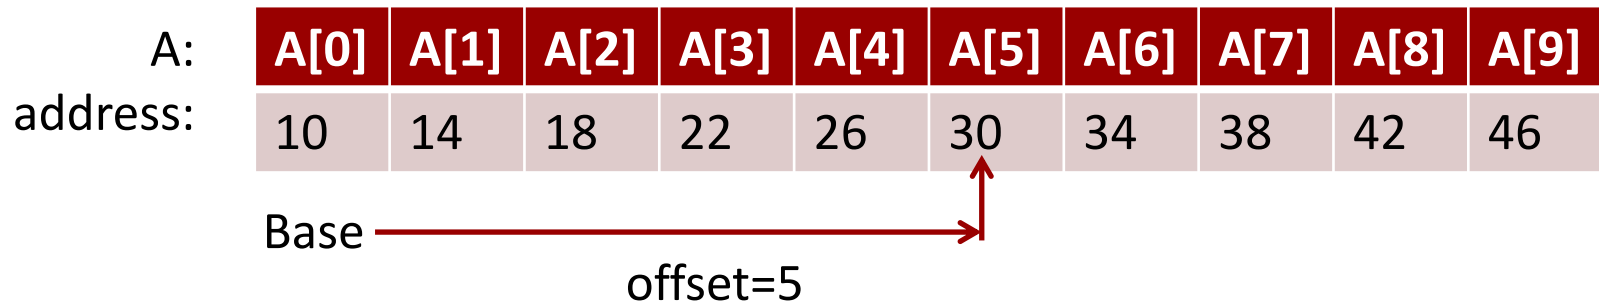 A: A[0] A[1] A[2] A[3] A[4] A[5] A[6] A[7] A[8] A[9]
address: 10 14 18 22 26 30 34 38 42 46
Base
offset=5